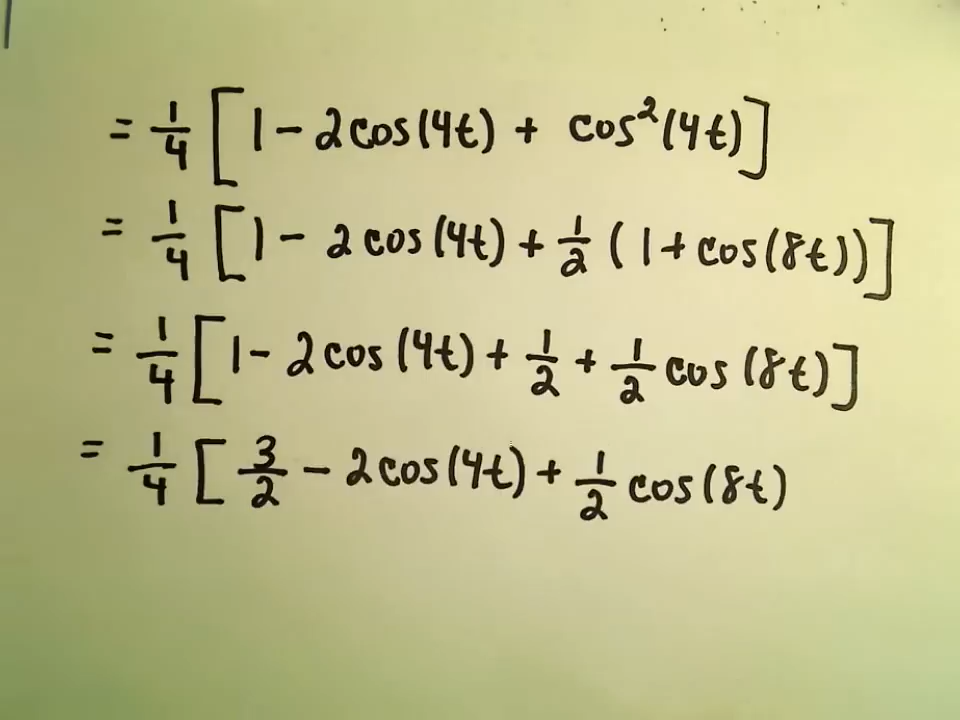 = 1/4 [1 - 2cos(4t) + cos²(4t)]
= 1/4 [1 - 2cos(4t) + 1/2 (1 + cos(8t))]
= 1/4 [1 - 2cos(4t) + 1/2 + 1/2 cos(8t)]
= 1/4 [3/2 - 2cos(4t) + 1/2 cos(8t)